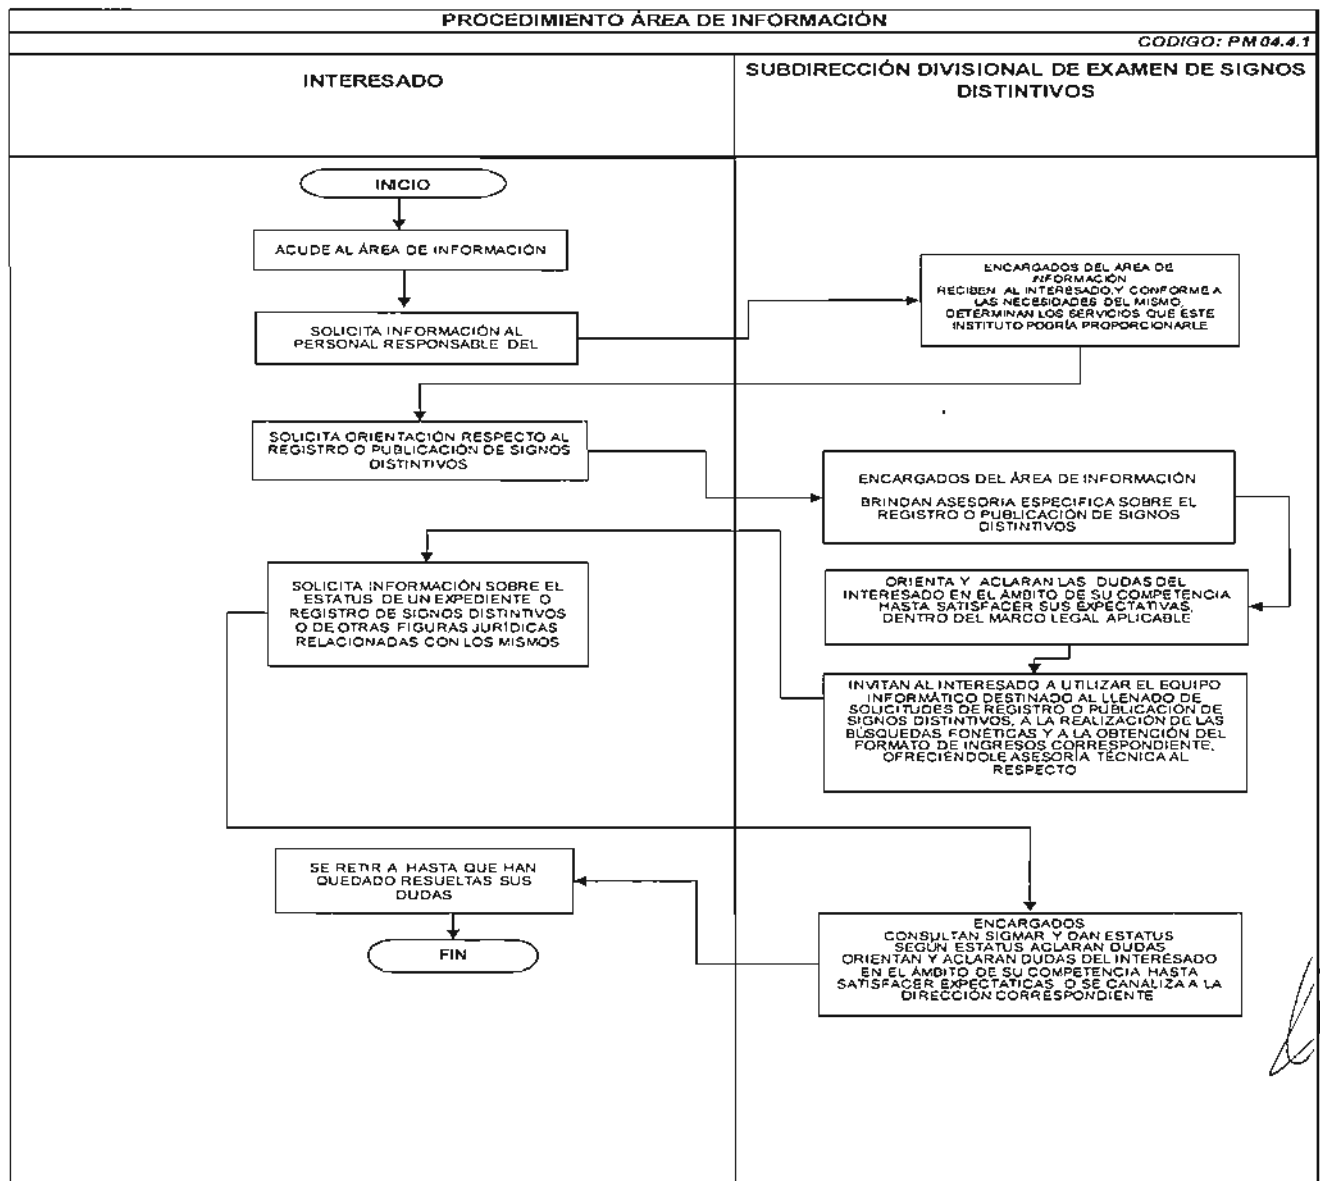 PROCEDIMIENTO ÁREA DE INFORMACIÓN
CODIGO: PM 04.4.1
INTERESADO
SUBDIRECCIÓN DIVISIONAL DE EXAMEN DE SIGNOS
DISTINTIVOS
INICIO
ACUDE AL ÁREA DE INFORMACIÓN
ENCARGADOS DEL ÁREA DE
INFORMACIÓN
RECIBEN AL INTERESADO,Y CONFORME A
LAS NECESIDADES DEL MISMO,
DETERMINAN LOS SERVICIOS QUE ESTE
INSTITUTO PODRÍA PROPORCIONARLE
SOLICITA INFORMACIÓN AL
PERSONAL RESPONSABLE DEL
SOLICITA ORIENTACIÓN RESPECTO AL
REGISTRO O PUBLICACIÓN DE SIGNOS
DISTINTIVOS
ENCARGADOS DEL ÁREA DE INFORMACIÓN
BRINDAN ASESORIA ESPECIFICA SOBRE EL
REGISTRO O PUBLICACIÓN DE SIGNOS
DISTINTIVOS
ORIENTA Y ACLARAN LAS DUDAS DEL
INTERESADO EN EL ÁMBITO DE SU COMPETENCIA
HASTA SATISFACER SUS EXPECTATIVAS,
DENTRO DEL MARCO LEGAL APLICABLE
SOLICITA INFORMACIÓN SOBRE EL
ESTATUS DE UN EXPEDIENTE O
REGISTRO DE SIGNOS DISTINTIVOS
O DE OTRAS FIGURAS JURÍDICAS
RELACIONADAS CON LOS MISMOS
INVITAN AL INTERESADO A UTILIZAR EL EQUIPO
INFORMÁTICO DESTINADO AL LLENADO DE
SOLICITUDES DE REGISTRO O PUBLICACIÓN DE
SIGNOS DISTINTIVOS, A LA REALIZACIÓN DE LAS
BÚSQUEDAS FONÉTICAS Y A LA OBTENCIÓN DEL
FORMATO DE INGRESOS CORRESPONDIENTE,
OFRECIÉNDOLE ASESORÍA TÉCNICA AL
RESPECTO
SE RETIR A HASTA QUE HAN
QUEDADO RESUELTAS SUS
DUDAS
FIN
ENCARGADOS
CONSULTAN SIGMAR Y DAN ESTATUS
SEGÚN ESTATUS ACLARAN DUDAS
ORIENTAN Y ACLARAN DUDAS DEL INTERESADO
EN EL ÁMBITO DE SU COMPETENCIA HASTA
SATISFACER EXPECTATICAS O SE CANALIZA A LA
DIRECCIÓN CORRESPONDIENTE